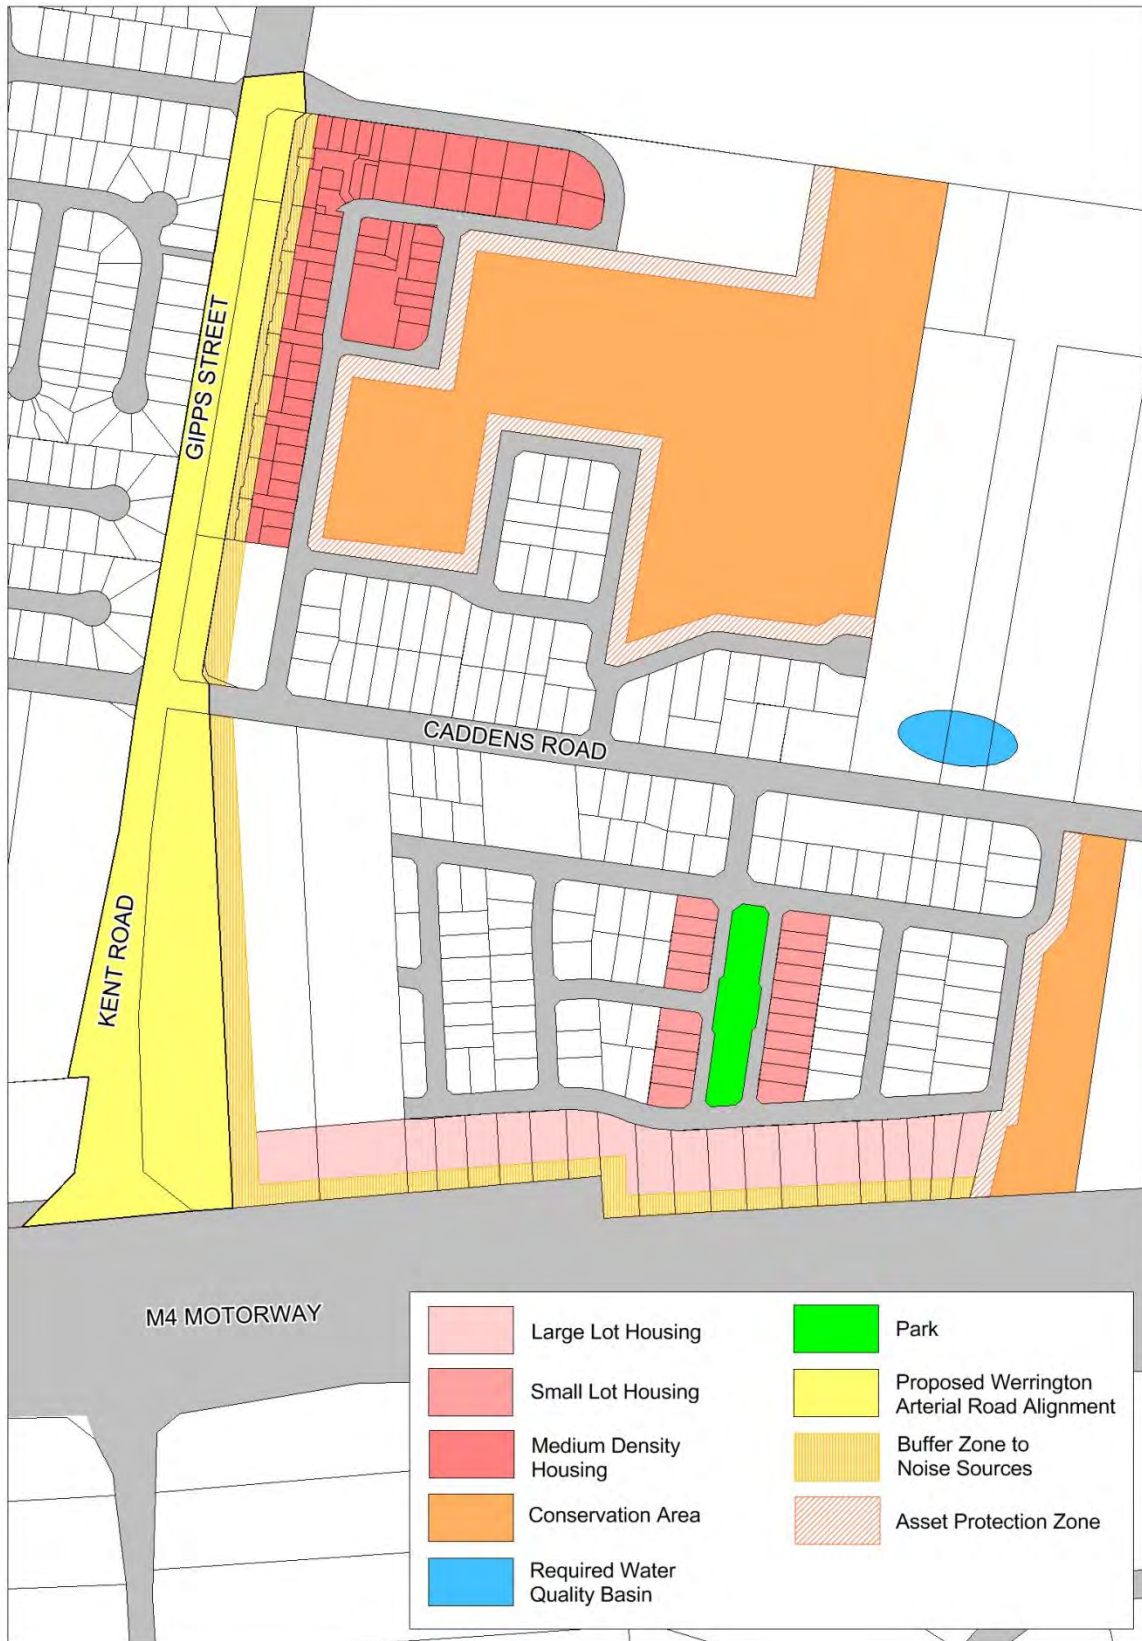 GIPPS STREET
CADDENS ROAD
KENT ROAD
M4 MOTORWAY
Large Lot Housing
Small Lot Housing
Medium Density
Housing
Conservation Area
Required Water
Quality Basin
Park
Proposed Werrington
Arterial Road Alignment
Buffer Zone to
Noise Sources
Asset Protection Zone